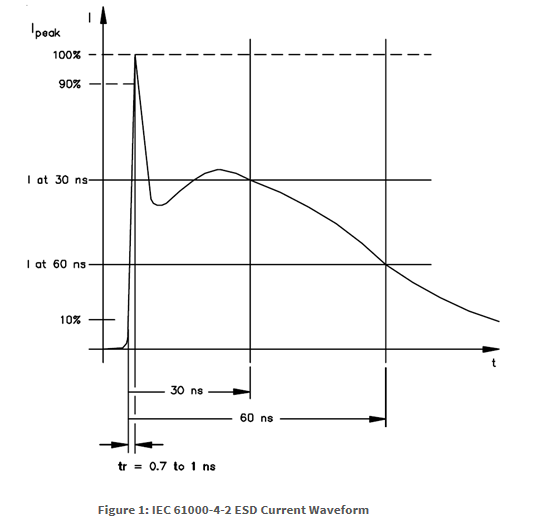 I
Ipeak
100%
90%
I at 30 ns
I at 60 ns
10%
t
30 ns
60 ns
tr = 0.7 to 1 ns
Figure 1: IEC 61000-4-2 ESD Current Waveform